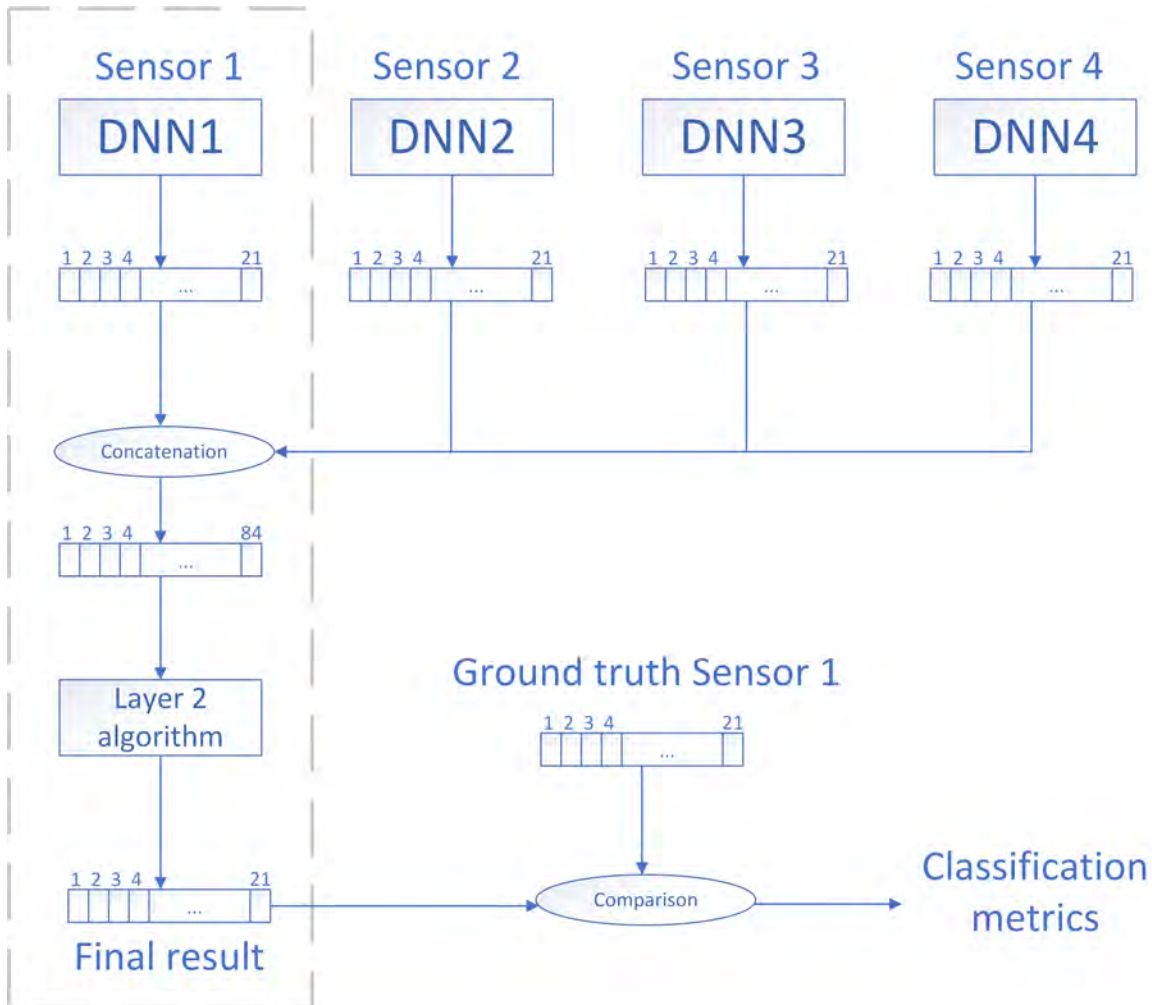 Sensor 1 Sensor 2 Sensor 3 Sensor 4
DNN1 DNN2 DNN3 DNN4
1 2 3 4 21 1 2 3 4 21 1 2 3 4 21 1 2 3 4 21
... ... ... ...
Concatenation
1 2 3 4 84
...
Layer 2
algorithm
Ground truth Sensor 1
1 2 3 4 21
...
1 2 3 4 21
...
Final result
Comparison
Classification
metrics